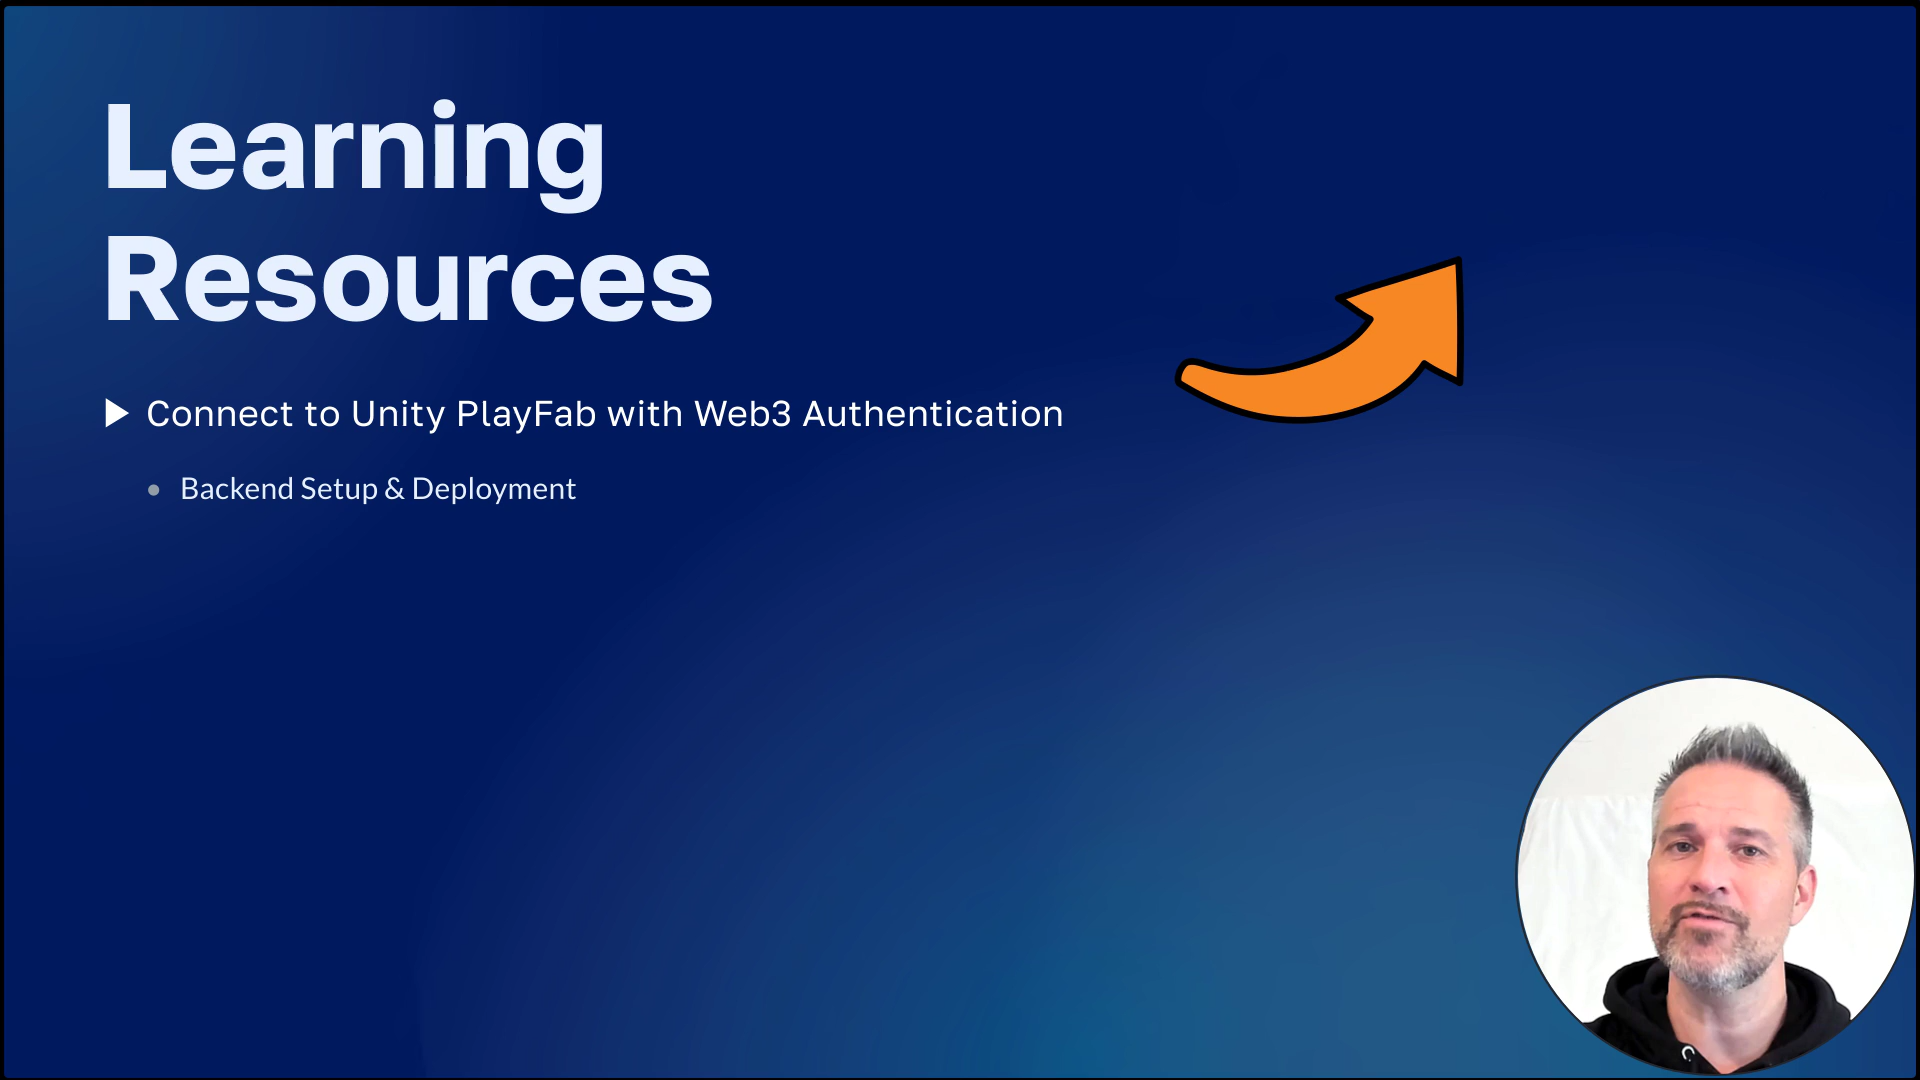 Learning
Resources
Connect to Unity PlayFab with Web3 Authentication
Backend Setup & Deployment